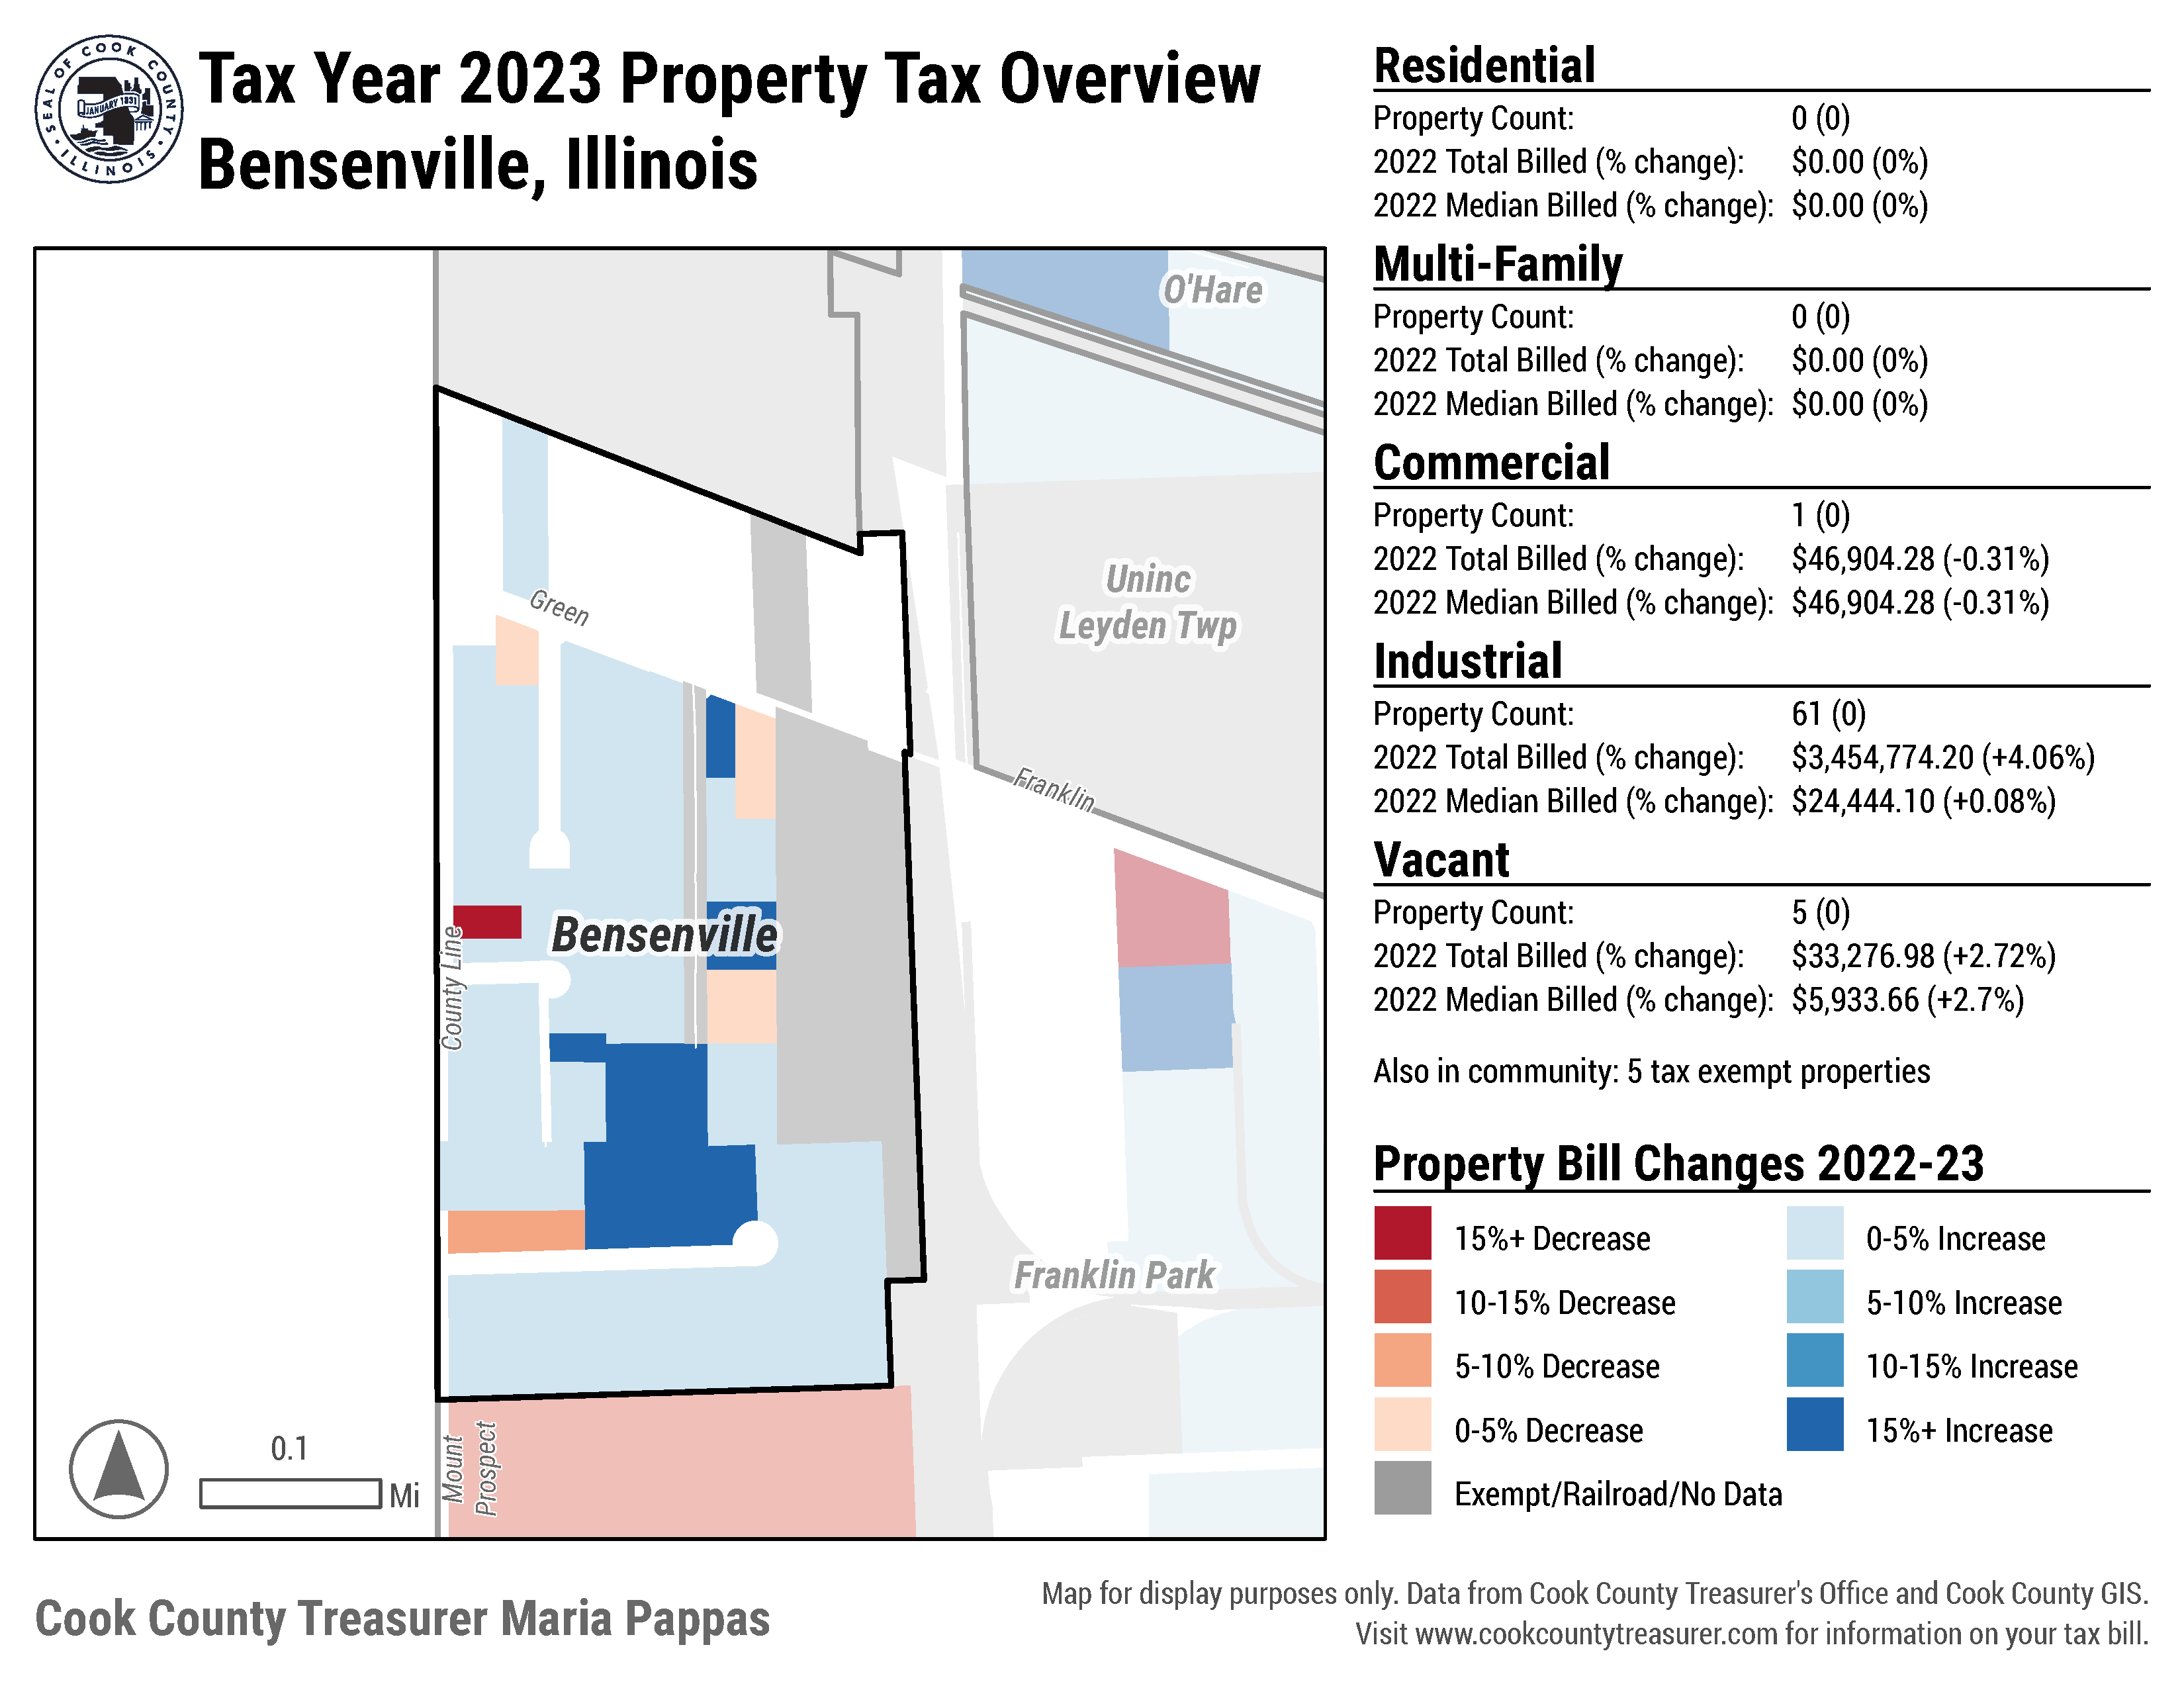 SEAL OF COOK COUNTY
• ILLINOIS •
JANUARY 1831
Tax Year 2023 Property Tax Overview
Bensenville, Illinois
O'Hare
Green
Uninc
Leyden Twp
Franklin
Bensenville
County Line
Franklin Park
Mount
Prospect
0.1
Mi
Residential
Property Count: 0 (0)
2022 Total Billed (% change): $0.00 (0%)
2022 Median Billed (% change): $0.00 (0%)
Multi-Family
Property Count: 0 (0)
2022 Total Billed (% change): $0.00 (0%)
2022 Median Billed (% change): $0.00 (0%)
Commercial
Property Count: 1 (0)
2022 Total Billed (% change): $46,904.28 (-0.31%)
2022 Median Billed (% change): $46,904.28 (-0.31%)
Industrial
Property Count: 61 (0)
2022 Total Billed (% change): $3,454,774.20 (+4.06%)
2022 Median Billed (% change): $24,444.10 (+0.08%)
Vacant
Property Count: 5 (0)
2022 Total Billed (% change): $33,276.98 (+2.72%)
2022 Median Billed (% change): $5,933.66 (+2.7%)
Also in community: 5 tax exempt properties
Property Bill Changes 2022-23
15%+ Decrease
10-15% Decrease
5-10% Decrease
0-5% Decrease
Exempt/Railroad/No Data
0-5% Increase
5-10% Increase
10-15% Increase
15%+ Increase
Cook County Treasurer Maria Pappas
Map for display purposes only. Data from Cook County Treasurer's Office and Cook County GIS.
Visit www.cookcountytreasurer.com for information on your tax bill.